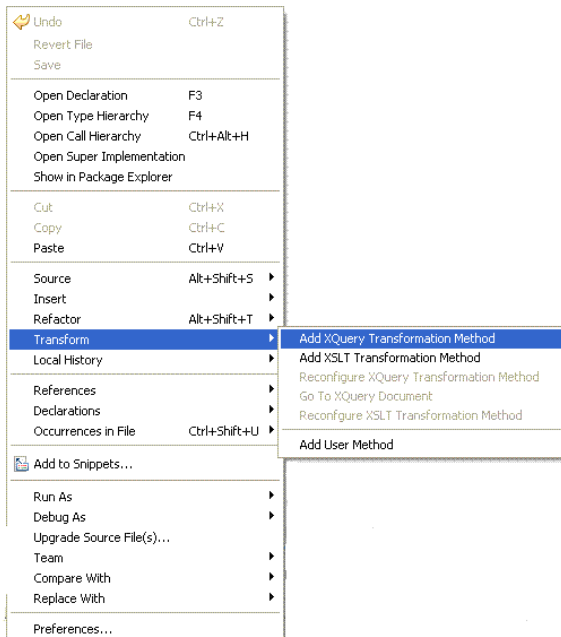 Undo Ctrl+Z
Revert File
Save
Open Declaration F3
Open Type Hierarchy F4
Open Call Hierarchy Ctrl+Alt+H
Open Super Implementation
Show in Package Explorer
Cut Ctrl+X
Copy Ctrl+C
Paste Ctrl+V
Source Alt+Shift+S
Insert
Refactor Alt+Shift+T
Transform
Local History
References
Declarations
Occurrences in File Ctrl+Shift+U
Add to Snippets...
Run As
Debug As
Upgrade Source File(s)...
Team
Compare With
Replace With
Preferences...
Add XQuery Transformation Method
Add XSLT Transformation Method
Reconfigure XQuery Transformation Method
Go To XQuery Document
Reconfgure XSLT Transformation Method
Add User Method